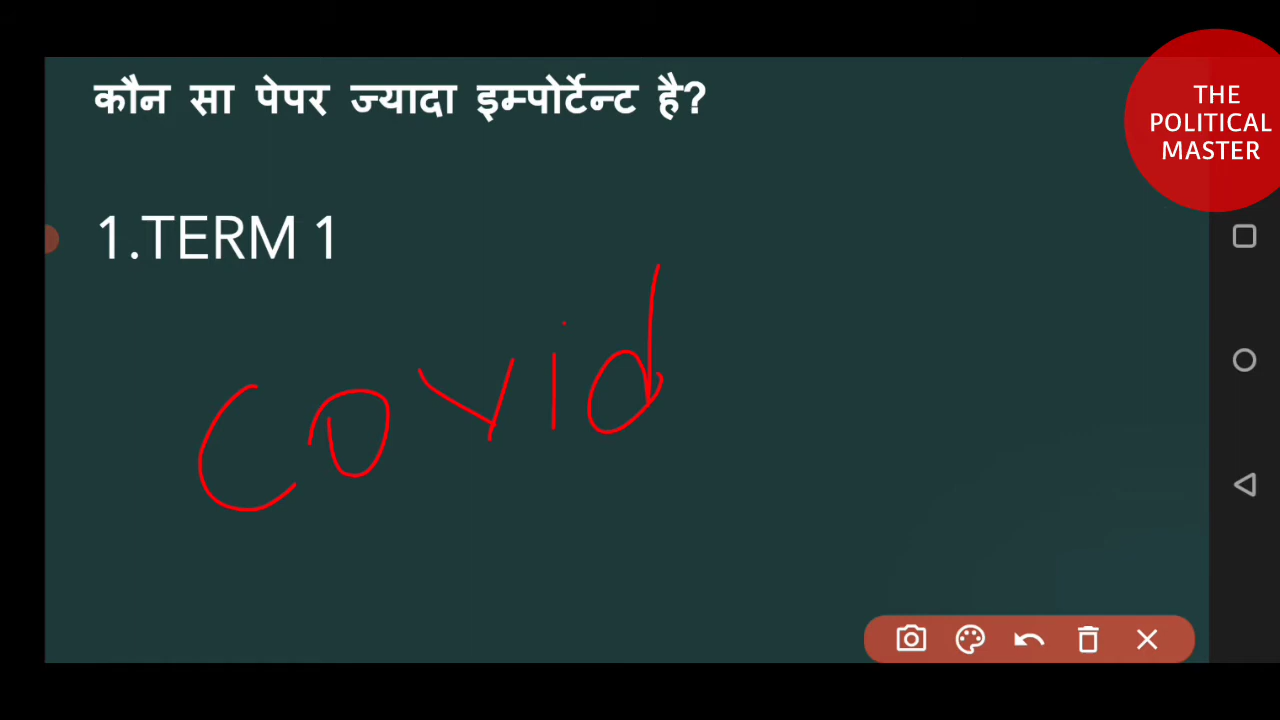 कौन सा पेपर ज्यादा इम्पोर्टेन्ट है?
THE
POLITICAL
MASTER
1.TERM 1
Covid